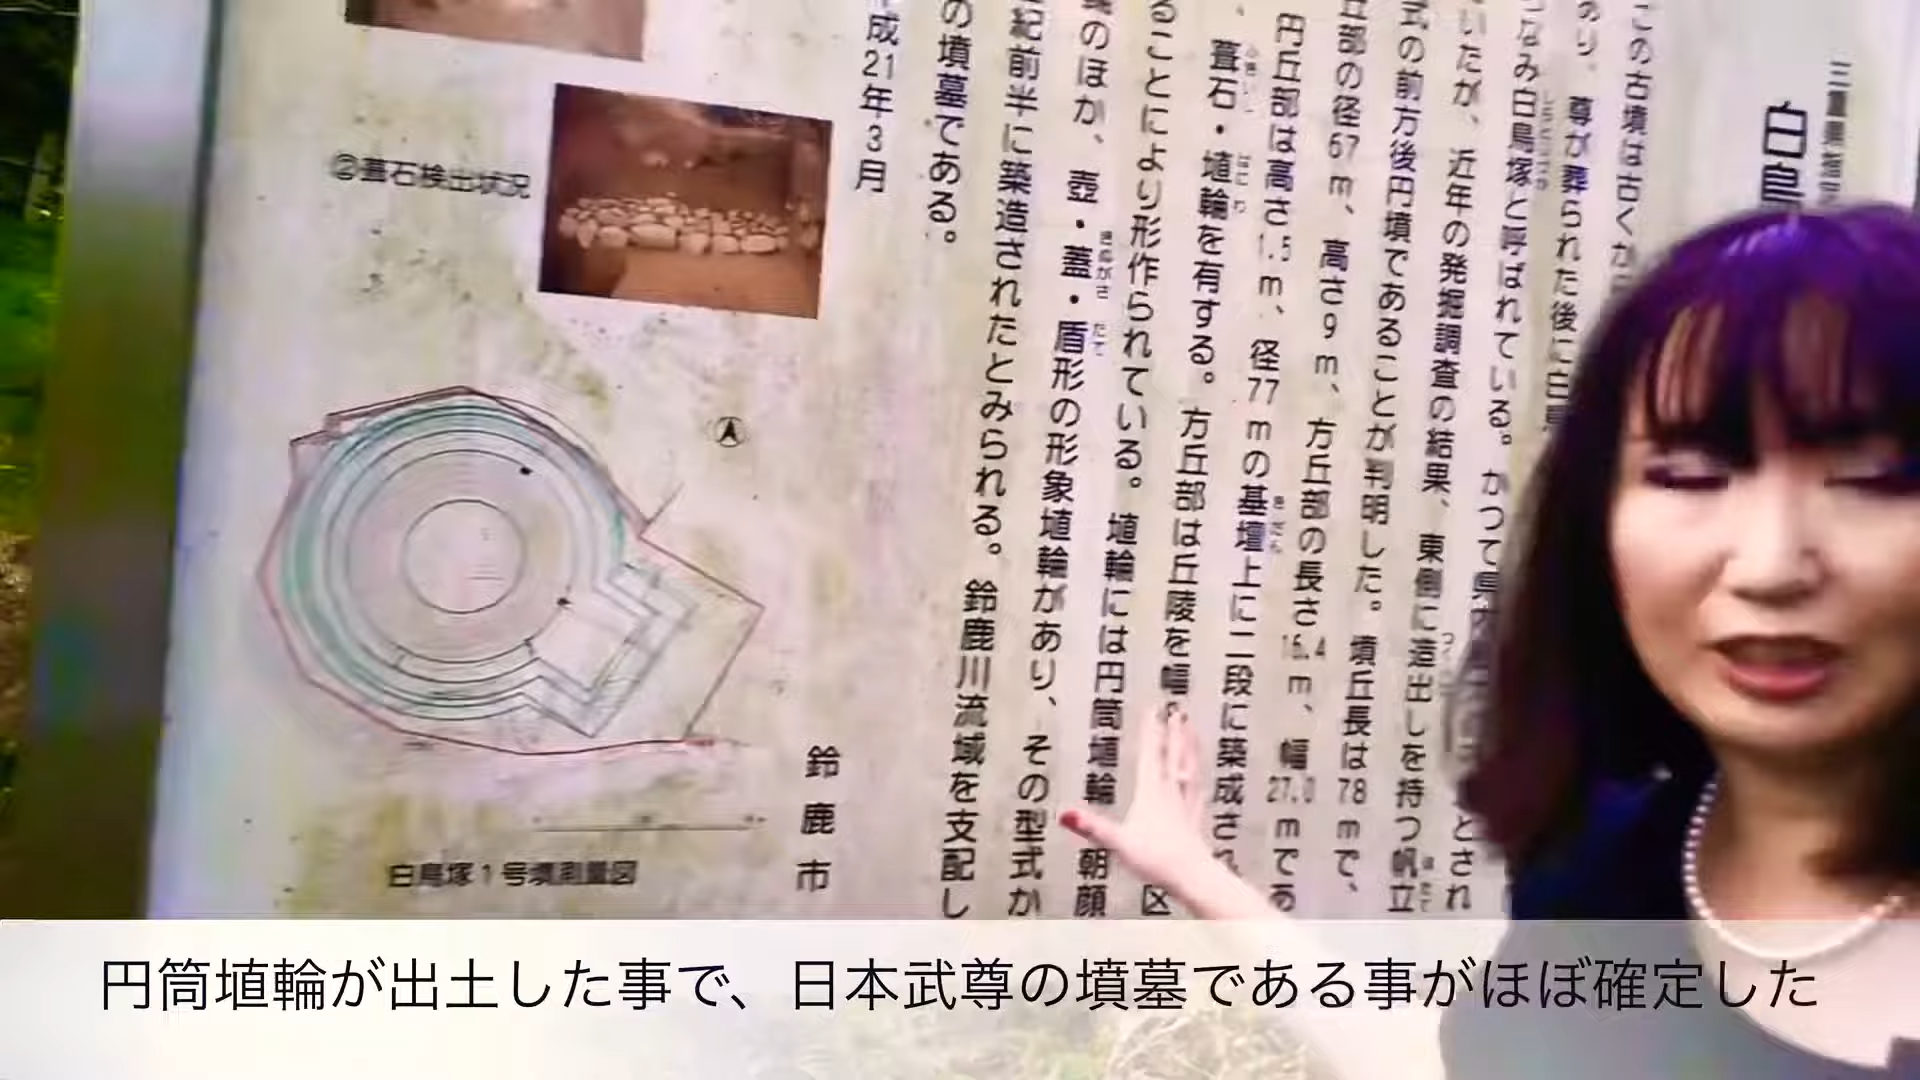 三重県指定
白鳥
この古墳は古くか
あり、尊が葬られた後に白鳥
なみ白鳥塚と呼ばれている。かつて県内
いたが、近年の発掘調査の結果、東側に造出しを持つ帆立
式の前方後円墳であることが判明した。墳丘長は78mで、
丘部の径67m、高さ9m、方丘部の長さ16.4m、幅27.0mであ
円丘部は高さ1.5m、径77mの基壇上に二段に築成され
、葺石・埴輪を有する。方丘部は丘陵を幅
ることにより形作られている。埴輪には円筒埴輪
のほか、壺・蓋・盾形の形象埴輪があり、その型式か
紀前半に築造されたとみられる。鈴鹿川流域を支配し
の墳墓である。
成21年3月
鈴鹿市
②葺石検出状況
白鳥塚1号墳測量図
円筒埴輪が出土した事で、日本武尊の墳墓である事がほぼ確定した